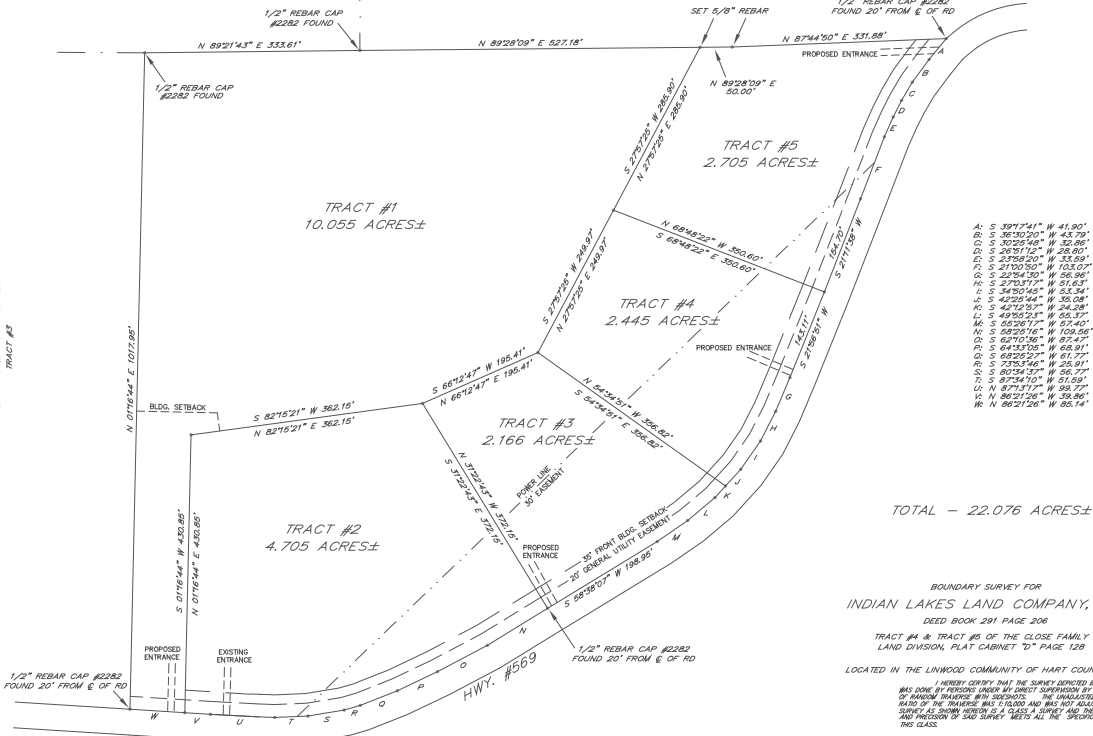 1/2" REBAR CAP
#2282 FOUND
SET 5/8" REBAR
1/2" REBAR CAP #2282
FOUND 20' FROM ℄ OF RD
N 89°21'43" E 333.61'
N 89°28'09" E 527.18'
N 87°44'50" E 331.88'
PROPOSED ENTRANCE
1/2" REBAR CAP
#2282 FOUND
N 89°28'09" E
50.00'
S 27°57'25" W 285.90'
N 27°57'25" E 285.90'
TRACT #5
2.705 ACRES±
A
B
C
D
E
F
TRACT #1
10.055 ACRES±
N 68°48'22" W 350.60'
S 68°48'22" E 350.60'
154.70'
S 21°11'38" W
S 27°57'25" W 249.97'
N 27°57'25" E 249.97'
TRACT #4
2.445 ACRES±
PROPOSED ENTRANCE
143.11'
S 21°56'51" W
TRACT #3
N 01°16'44" E 1017.95'
S 66°12'47" W 195.41'
N 66°12'47" E 195.41'
BLDG. SETBACK
S 82°15'21" W 362.15'
N 82°15'21" E 362.15'
N 54°34'51" W 356.82'
S 54°34'51" E 356.82'
TRACT #3
2.166 ACRES±
G
H
I
J
K
L
M
POWER LINE
30' EASEMENT
N 31°22'43" W 372.15'
S 31°22'43" E 372.15'
TRACT #2
4.705 ACRES±
S 01°16'44" W 430.85'
N 01°16'44" E 430.85'
PROPOSED
ENTRANCE
35' FRONT BLDG. SETBACK
20' GENERAL UTILITY EASEMENT
S 58°38'07" W 198.95'
N
O
P
Q
R
S
T
U
V
W
PROPOSED
ENTRANCE
EXISTING
ENTRANCE
1/2" REBAR CAP #2282
FOUND 20' FROM ℄ OF RD
HWY. #569
1/2" REBAR CAP #2282
FOUND 20' FROM ℄ OF RD
A: S 39°17'41" W 41.90'
B: S 36°30'20" W 43.79'
C: S 30°25'48" W 32.86'
D: S 26°51'12" W 28.80'
E: S 23°58'20" W 33.59'
F: S 21°00'50" W 103.07'
G: S 22°54'30" W 56.96'
H: S 27°03'17" W 51.63'
I: S 34°50'45" W 53.34'
J: S 42°25'44" W 35.08'
K: S 42°12'57" W 24.28'
L: S 49°55'23" W 55.37'
M: S 55°26'17" W 57.40'
N: S 58°25'16" W 109.56'
O: S 62°10'36" W 87.47'
P: S 64°33'05" W 68.91'
Q: S 68°25'27" W 61.77'
R: S 73°53'46" W 25.91'
S: S 80°34'37" W 56.77'
T: S 87°34'10" W 51.59'
U: N 87°13'17" W 99.77'
V: N 86°21'26" W 39.86'
W: N 86°21'26" W 85.14'
TOTAL - 22.076 ACRES±
BOUNDARY SURVEY FOR
INDIAN LAKES LAND COMPANY,
DEED BOOK 291 PAGE 206
TRACT #4 & TRACT #5 OF THE CLOSE FAMILY
LAND DIVISION, PLAT CABINET "D" PAGE 128
LOCATED IN THE LINWOOD COMMUNITY OF HART COUN
I HEREBY CERTIFY THAT THE SURVEY DEPICTED
WAS DONE BY PERSONS UNDER MY DIRECT SUPERVISION BY
OF RANDOM TRAVERSE WITH SIDESHOTS. THE UNADJUSTED
RATIO OF THE TRAVERSE WAS 1:10,000 AND WAS NOT ADJU
SURVEY AS SHOWN HEREON IS A CLASS A SURVEY AND THE
AND PRECISION OF SAID SURVEY MEETS ALL THE SPECIFIC
THIS CLASS.